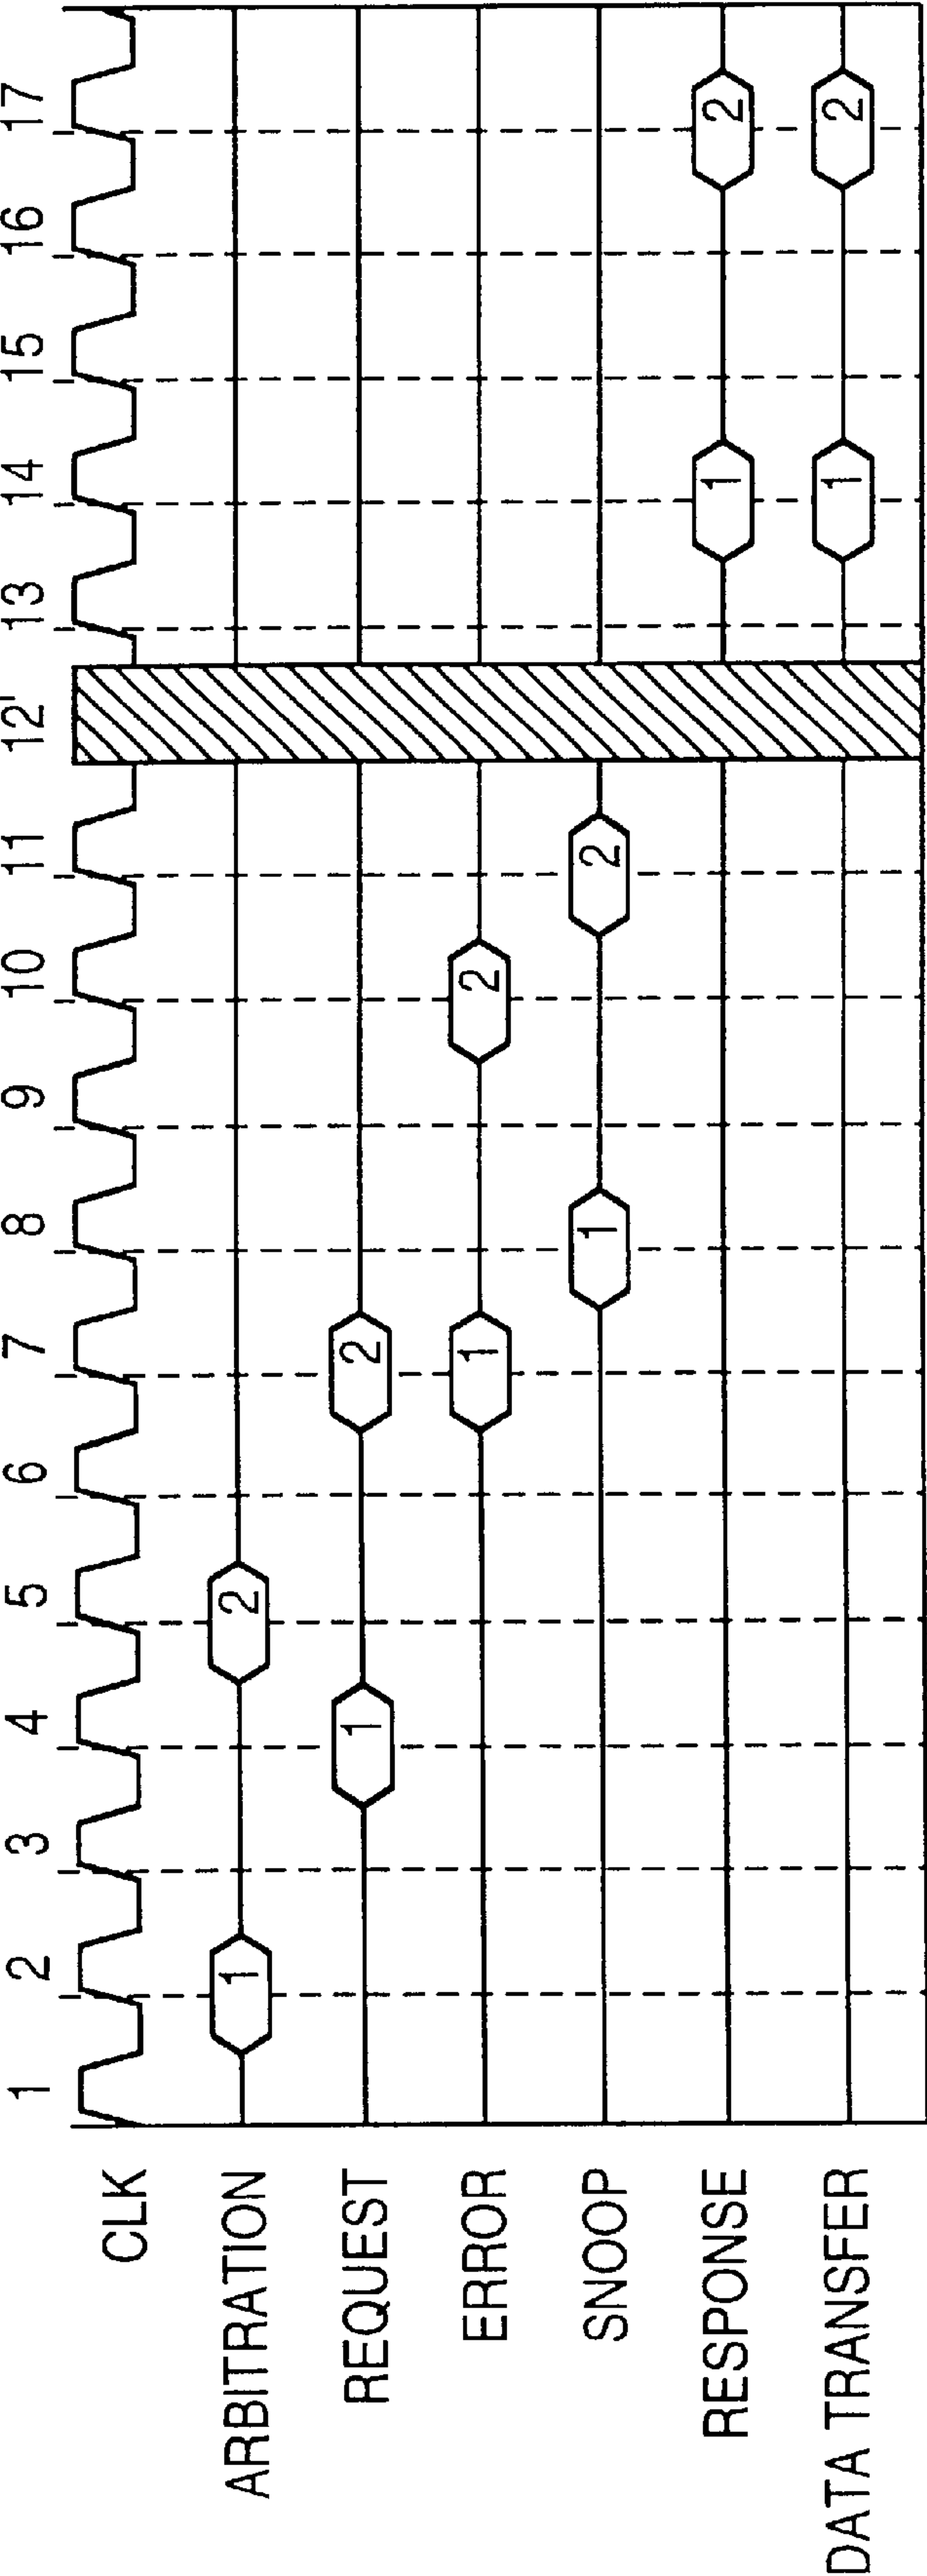 1 2 3 4 5 6 7 8 9 10 11 12' 13 14 15 16 17
CLK
ARBITRATION 1 2
REQUEST 1 2
ERROR 1 2
SNOOP 1 2
RESPONSE 1 2
DATA TRANSFER 1 2